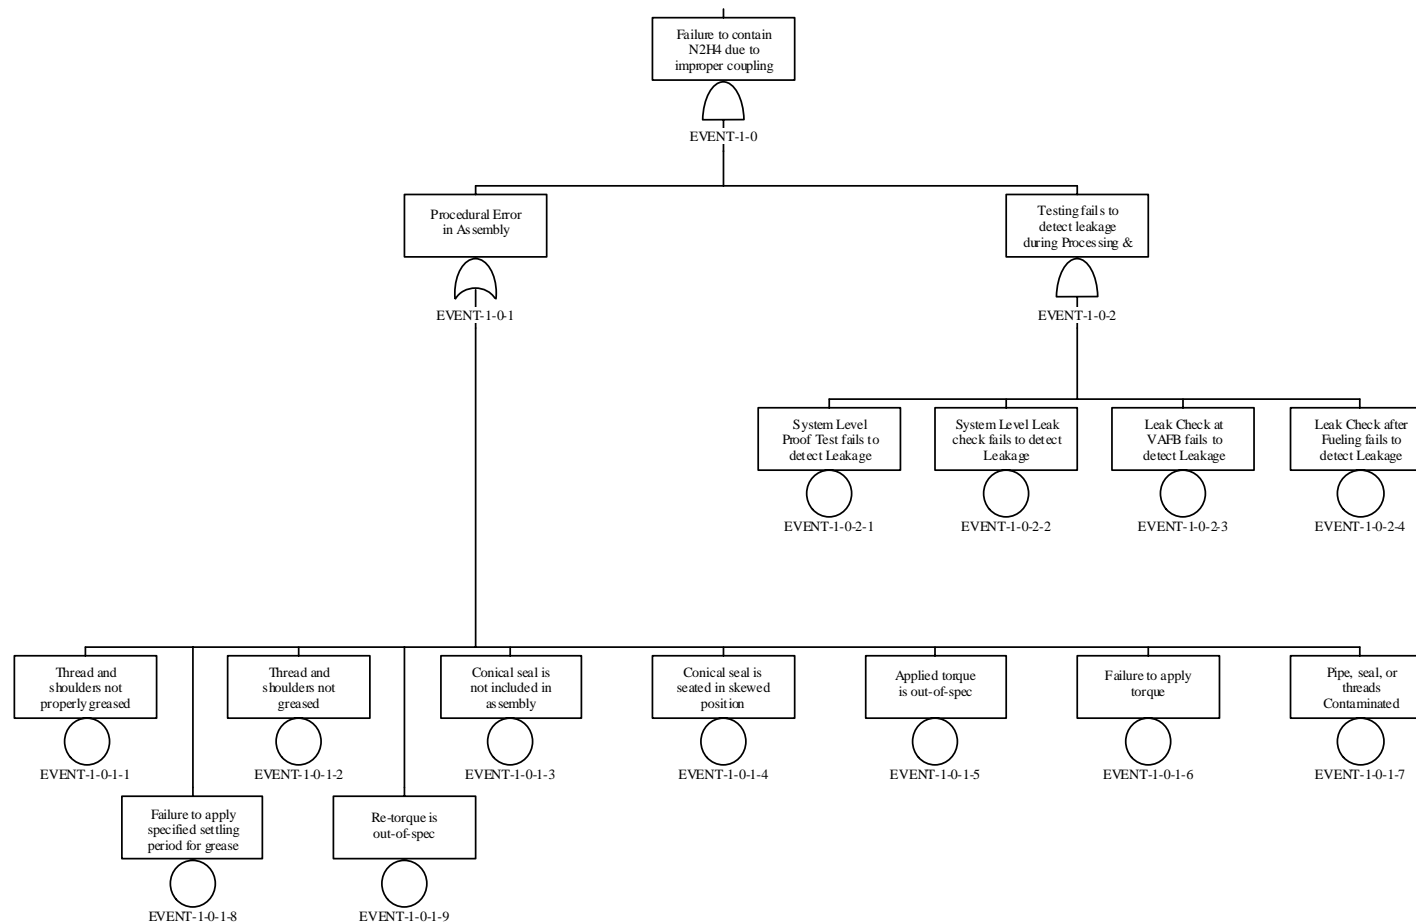 Failure to contain
N2H4 due to
improper coupling
EVENT-1-0
Procedural Error
in Assembly
EVENT-1-0-1
Testing fails to
detect leakage
during Processing &
EVENT-1-0-2
System Level
Proof Test fails to
detect Leakage
EVENT-1-0-2-1
System Level Leak
check fails to detect
Leakage
EVENT-1-0-2-2
Leak Check at
VAFB fails to
detect Leakage
EVENT-1-0-2-3
Leak Check after
Fueling fails to
detect Leakage
EVENT-1-0-2-4
Thread and
shoulders not
properly greased
EVENT-1-0-1-1
Thread and
shoulders not
greased
EVENT-1-0-1-2
Conical seal is
not included in
assembly
EVENT-1-0-1-3
Conical seal is
seated in skewed
position
EVENT-1-0-1-4
Applied torque
is out-of-spec
EVENT-1-0-1-5
Failure to apply
torque
EVENT-1-0-1-6
Pipe, seal, or
threads
Contaminated
EVENT-1-0-1-7
Failure to apply
specified settling
period for grease
EVENT-1-0-1-8
Re-torque is
out-of-spec
EVENT-1-0-1-9